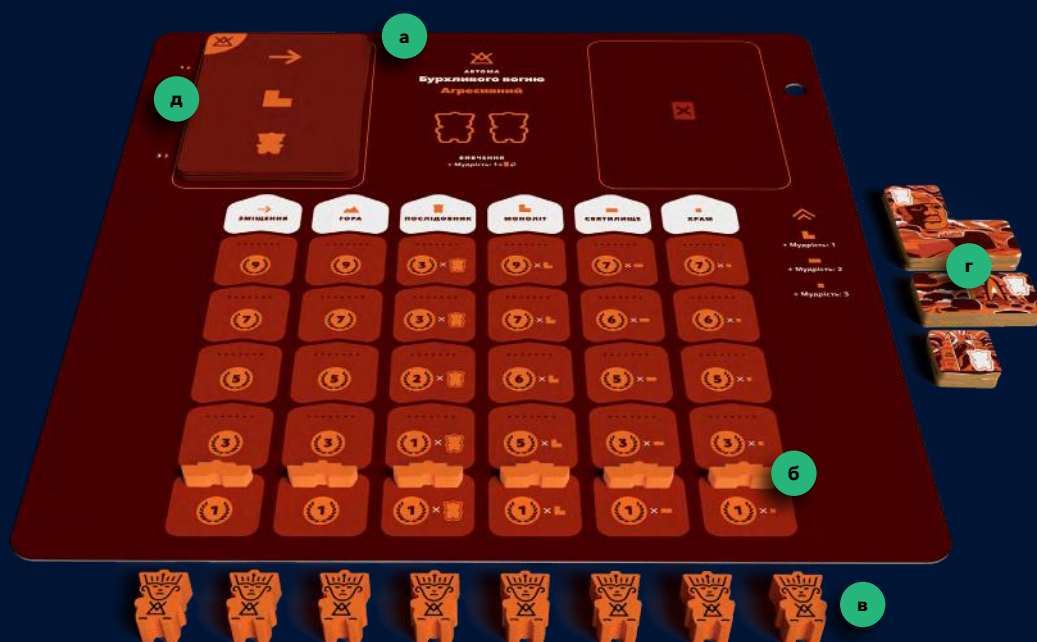 а
АВТОМА
Бурхливого вогню
Агресивний
д
ВИВЧЕННЯ
+ Мудрість: 1×
ЗМІЩЕННЯ ГОРА ПОСЛІДОВНИК МОНОЛІТ СВЯТИЛИЩЕ ХРАМ
+ Мудрість: 1
+ Мудрість: 2
+ Мудрість: 3
г
9 9 3× 9× 7× 7×
7 7 3× 7× 6× 6×
5 5 2× 6× 5× 5×
3 3 1× 5× 3× 3×
б
1 1 1× 1× 1× 1×
в